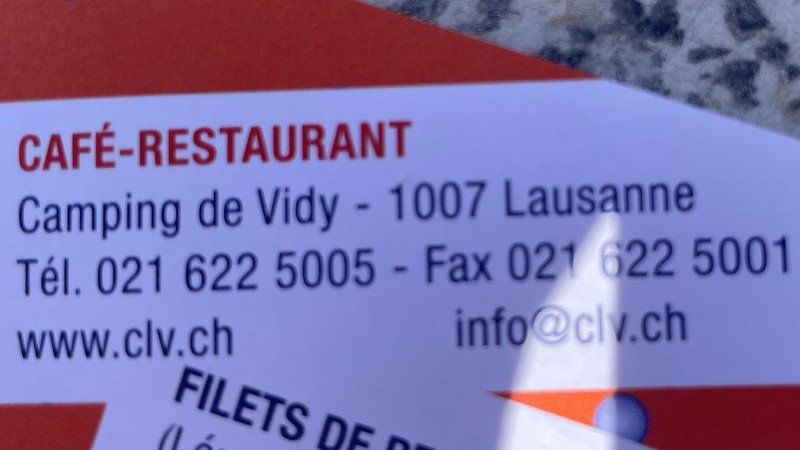 CAFÉ-RESTAURANT
Camping de Vidy - 1007 Lausanne
Tél. 021 622 5005 - Fax 021 622 5001
www.clv.ch info@clv.ch
FILETS DE